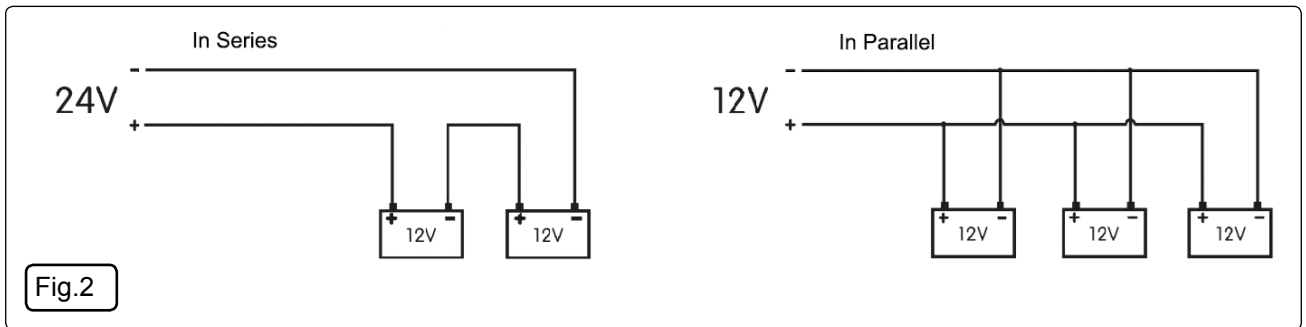 In Series
-
24V
+
+ -
12V
+ -
12V
In Parallel
-
12V
+
+ -
12V
+ -
12V
+ -
12V
Fig.2